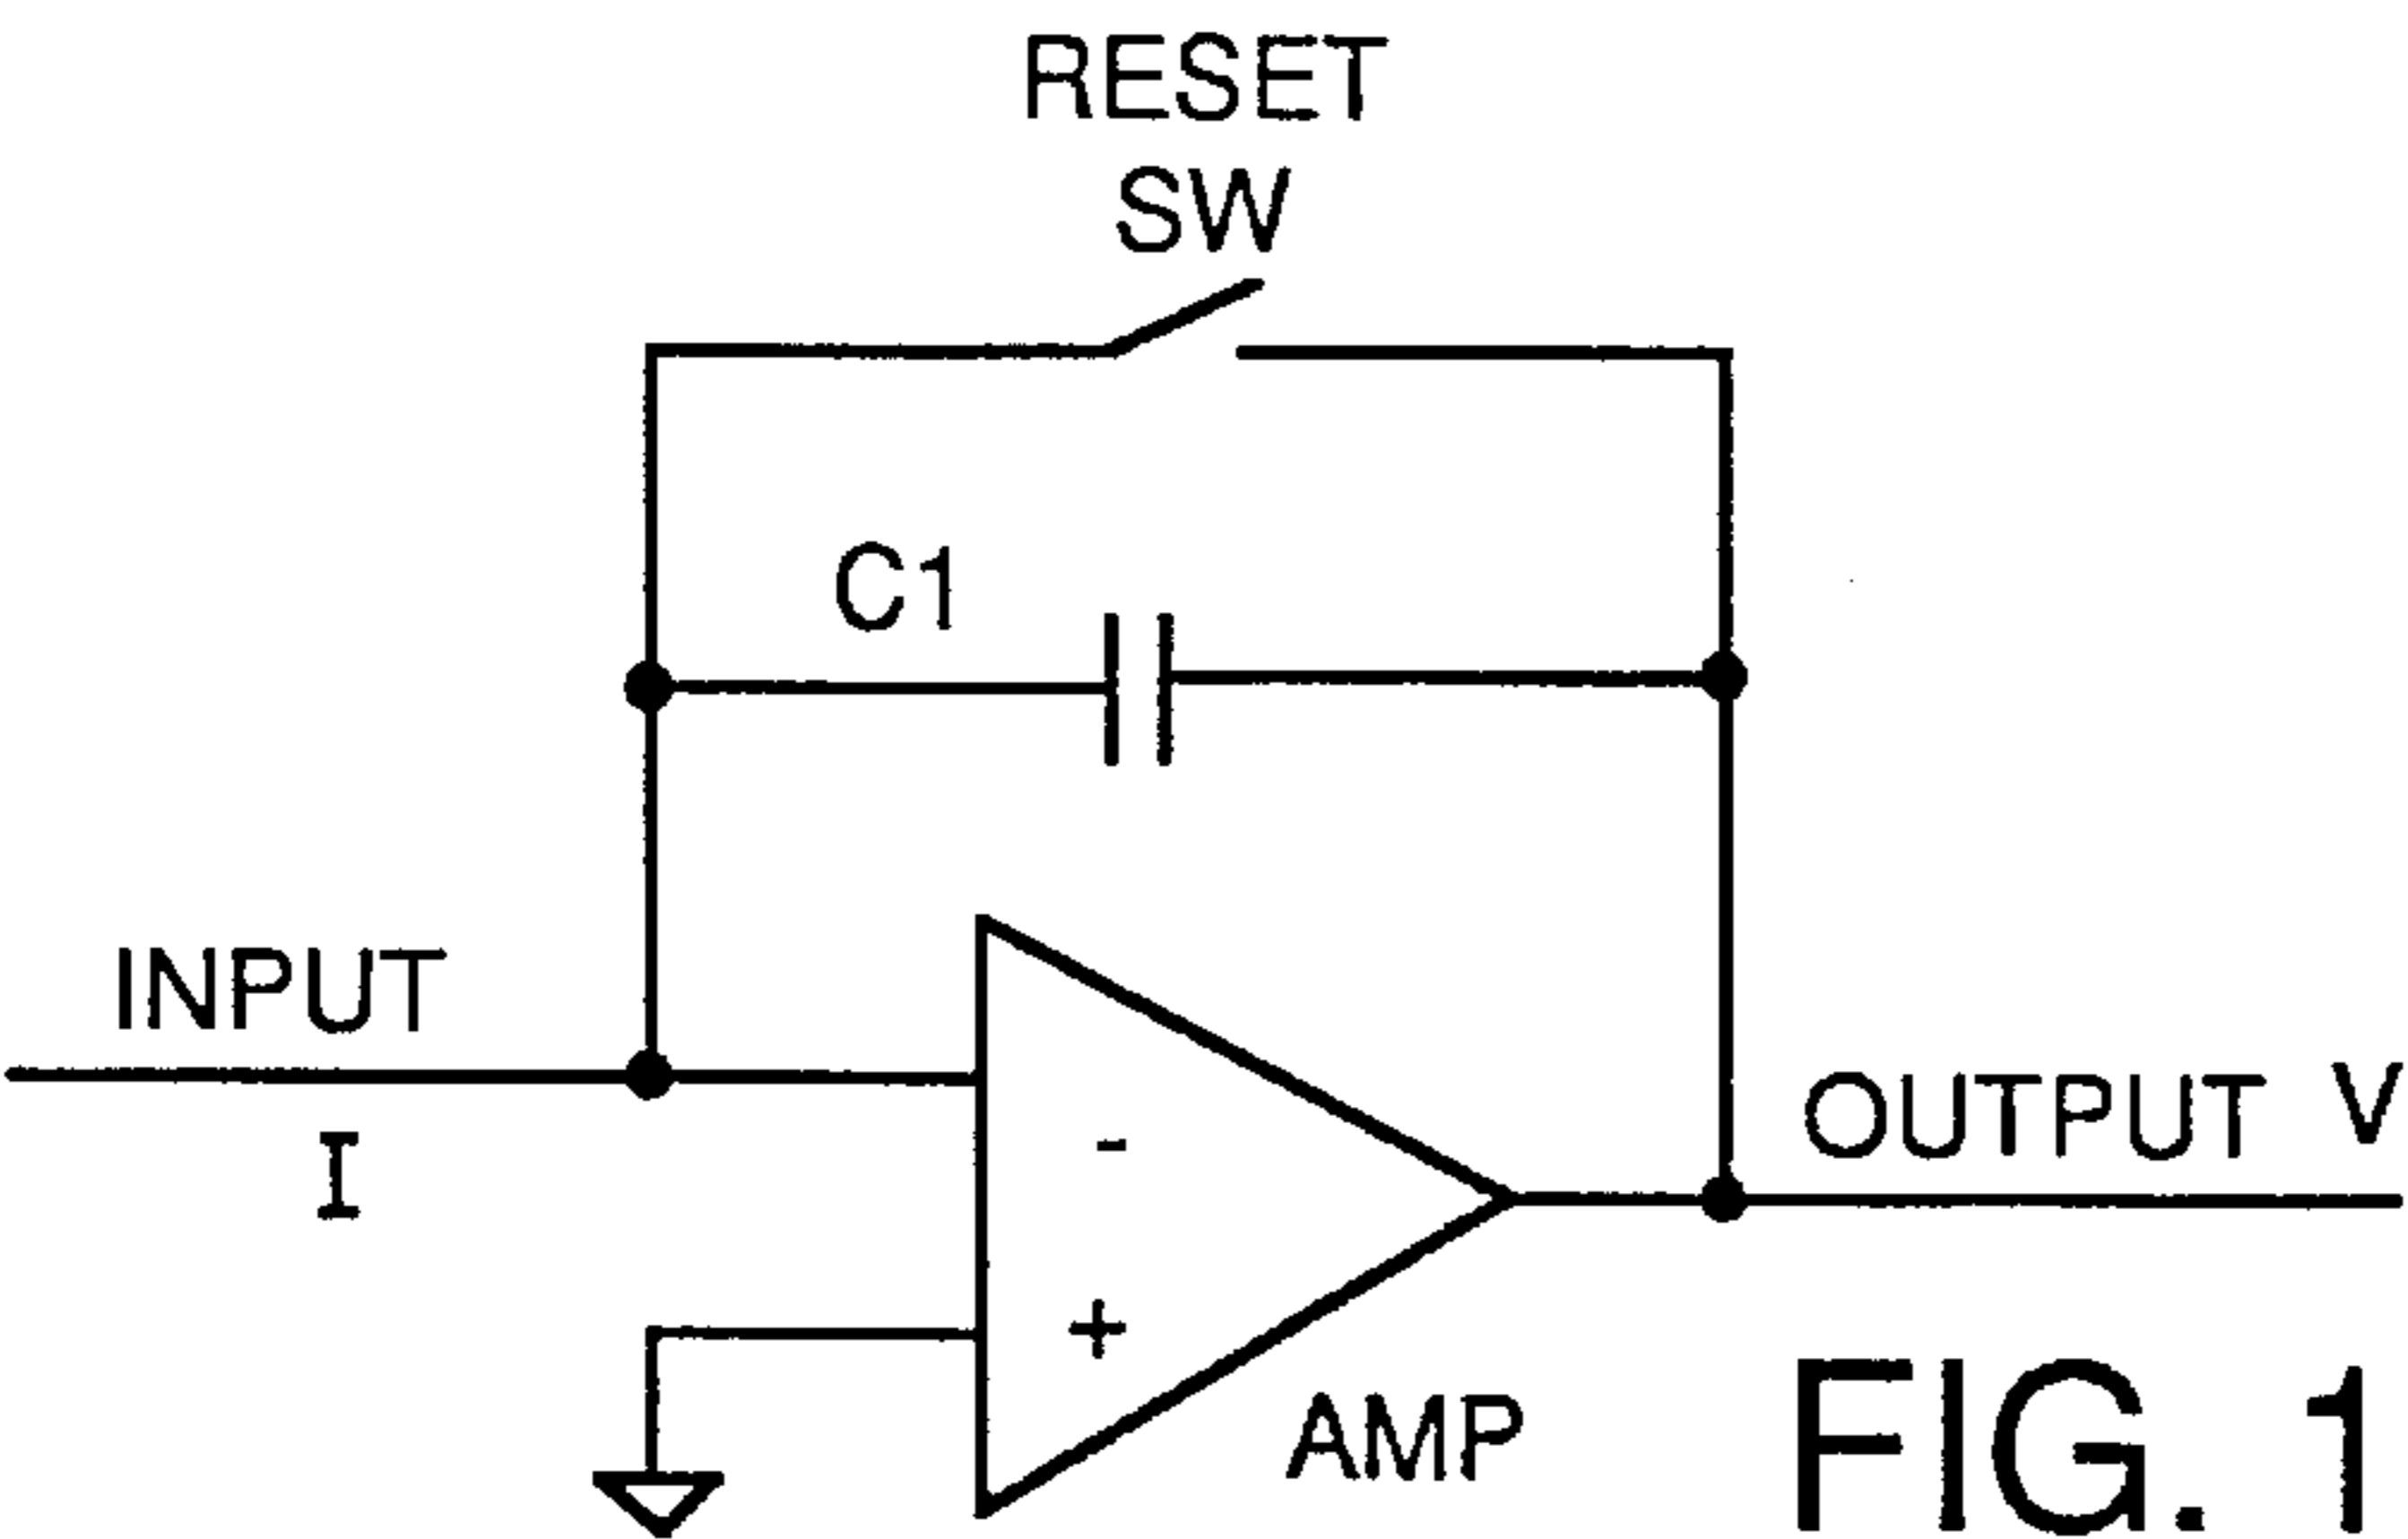 RESET
SW
C1
INPUT
I
OUTPUT V
-
+
AMP
FIG. 1